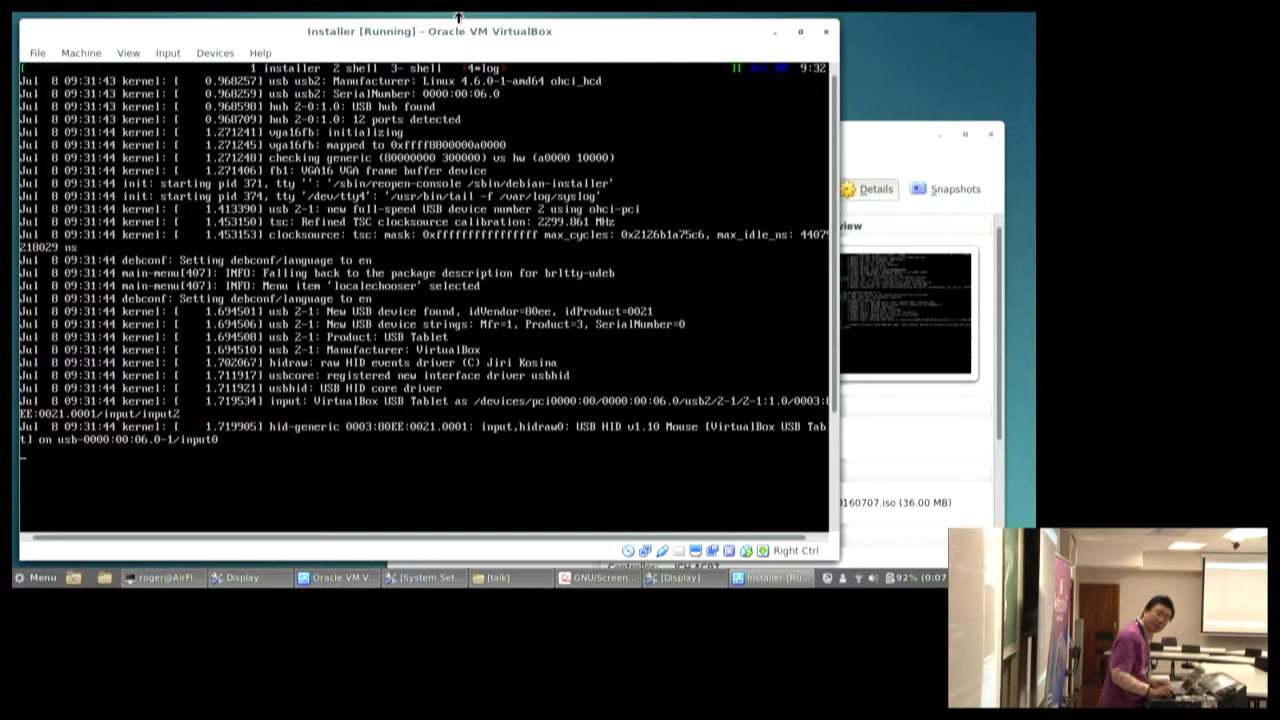 Installer [Running] - Oracle VM VirtualBox
File Machine View Input Devices Help
[ 1 installer 2 shell 3- shell (4*log) ][ Jul 08 9:32
Jul 8 09:31:43 kernel: [ 0.968257] usb usb2: Manufacturer: Linux 4.6.0-1-amd64 ohci_hcd
Jul 8 09:31:43 kernel: [ 0.968259] usb usb2: SerialNumber: 0000:00:06.0
Jul 8 09:31:43 kernel: [ 0.968598] hub 2-0:1.0: USB hub found
Jul 8 09:31:43 kernel: [ 0.968709] hub 2-0:1.0: 12 ports detected
Jul 8 09:31:44 kernel: [ 1.271241] vga16fb: initializing
Jul 8 09:31:44 kernel: [ 1.271245] vga16fb: mapped to 0xffff8800000a0000
Jul 8 09:31:44 kernel: [ 1.271248] checking generic (80000000 300000) vs hw (a0000 10000)
Jul 8 09:31:44 kernel: [ 1.271406] fb1: VGA16 VGA frame buffer device
Jul 8 09:31:44 init: starting pid 371, tty '': '/sbin/reopen-console /sbin/debian-installer'
Jul 8 09:31:44 init: starting pid 374, tty '/dev/tty4': '/usr/bin/tail -f /var/log/syslog'
Jul 8 09:31:44 kernel: [ 1.413390] usb 2-1: new full-speed USB device number 2 using ohci-pci
Jul 8 09:31:44 kernel: [ 1.453150] tsc: Refined TSC clocksource calibration: 2299.861 MHz
Jul 8 09:31:44 kernel: [ 1.453153] clocksource: tsc: mask: 0xffffffffffffffff max_cycles: 0x2126b1a75c6, max_idle_ns: 44079
218029 ns
Jul 8 09:31:44 debconf: Setting debconf/language to en
Jul 8 09:31:44 main-menu[407]: INFO: Falling back to the package description for brltty-udeb
Jul 8 09:31:44 main-menu[407]: INFO: Menu item 'localechooser' selected
Jul 8 09:31:44 debconf: Setting debconf/language to en
Jul 8 09:31:44 kernel: [ 1.694501] usb 2-1: New USB device found, idVendor=80ee, idProduct=0021
Jul 8 09:31:44 kernel: [ 1.694506] usb 2-1: New USB device strings: Mfr=1, Product=3, SerialNumber=0
Jul 8 09:31:44 kernel: [ 1.694508] usb 2-1: Product: USB Tablet
Jul 8 09:31:44 kernel: [ 1.694510] usb 2-1: Manufacturer: VirtualBox
Jul 8 09:31:44 kernel: [ 1.702067] hidraw: raw HID events driver (C) Jiri Kosina
Jul 8 09:31:44 kernel: [ 1.711917] usbcore: registered new interface driver usbhid
Jul 8 09:31:44 kernel: [ 1.711921] usbhid: USB HID core driver
Jul 8 09:31:44 kernel: [ 1.719534] input: VirtualBox USB Tablet as /devices/pci0000:00/0000:00:06.0/usb2/2-1/2-1:1.0/0003:8
EE:0021.0001/input/input2
Jul 8 09:31:44 kernel: [ 1.719905] hid-generic 0003:80EE:0021.0001: input,hidraw0: USB HID v1.10 Mouse [VirtualBox USB Tab
t] on usb-0000:00:06.0-1/input0
Right Ctrl
Details Snapshots
view
0160707.iso (36.00 MB)
Menu roger@AirFl... Display Oracle VM V... [System Set... [talk] GNU/Screen... [Display] Installer [Ru... 92% (0:07